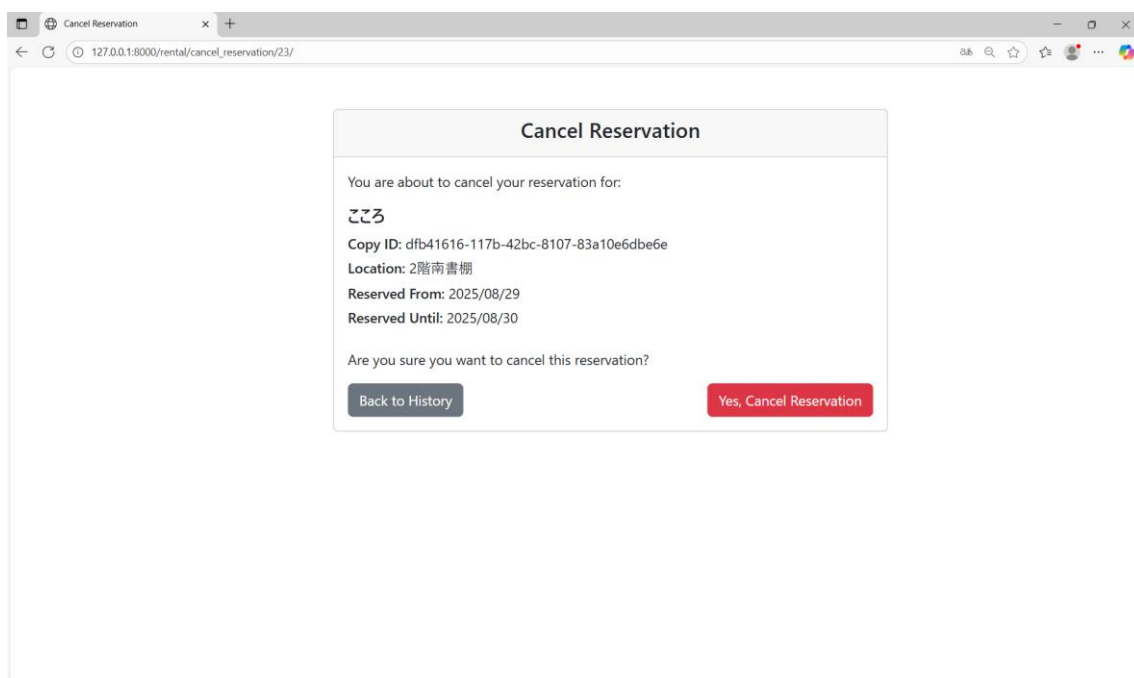 Cancel Reservation
127.0.0.1:8000/rental/cancel_reservation/23/
Cancel Reservation
You are about to cancel your reservation for:
こころ
Copy ID: dfb41616-117b-42bc-8107-83a10e6dbe6e
Location: 2階南書棚
Reserved From: 2025/08/29
Reserved Until: 2025/08/30
Are you sure you want to cancel this reservation?
Back to History
Yes, Cancel Reservation